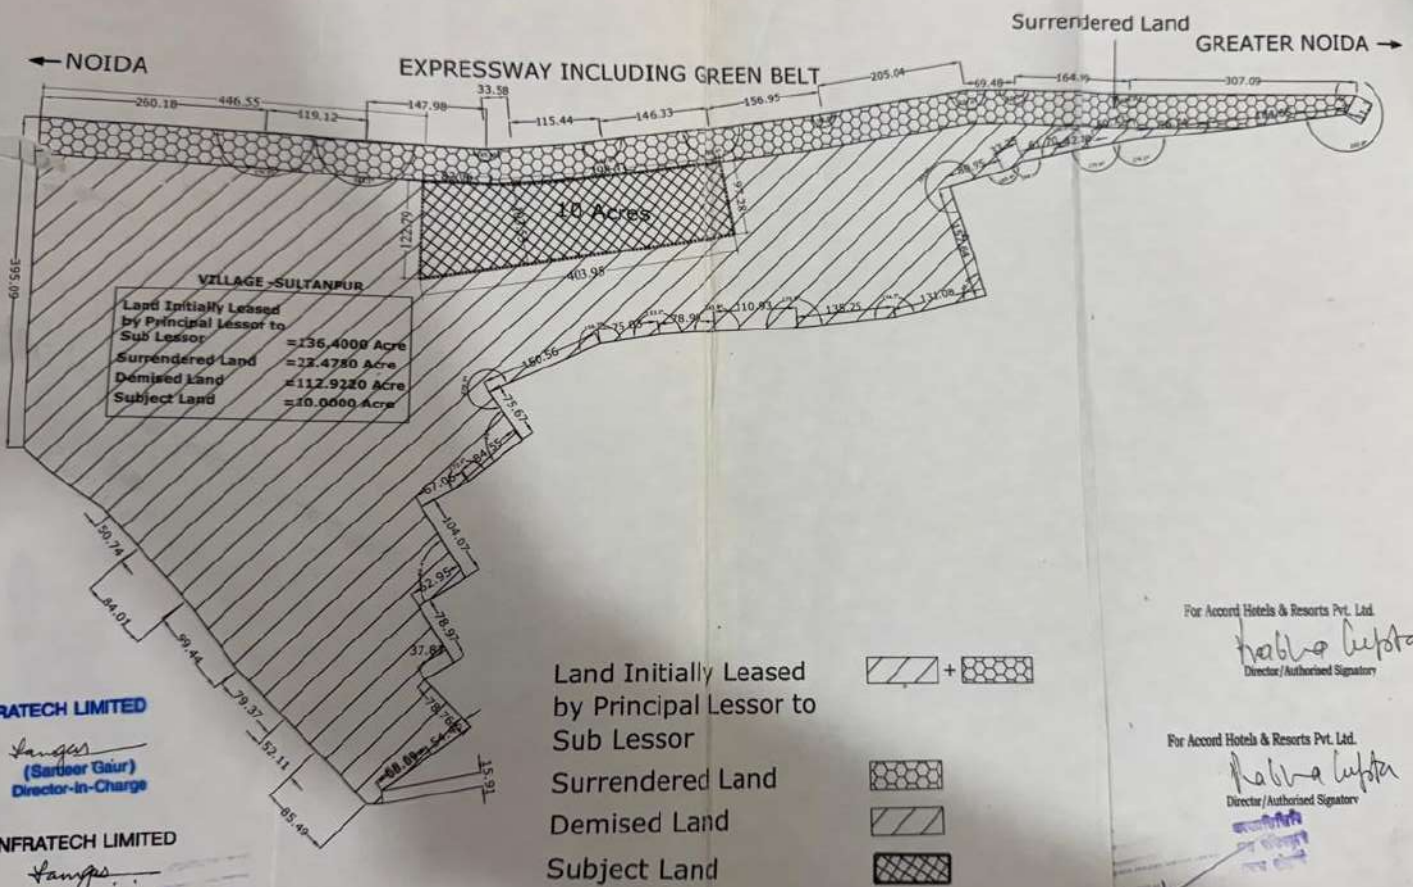 Surrendered Land
←NOIDA
EXPRESSWAY INCLUDING GREEN BELT
GREATER NOIDA →
260.18
446.55
119.12
147.98
33.58
115.44
146.33
156.95
205.04
69.48
307.09
395.09
122.79
10 Acres
97.28
403.95
VILLAGE -SULTANPUR
Land Initially Leased
by Principal Lessor to
Sub Lessor =136.4000 Acre
Surrendered Land =23.4780 Acre
Demised Land =112.9220 Acre
Subject Land =10.0000 Acre
110.93
138.25
131.08
160.56
75.67
84.55
67.05
104.07
62.95
78.97
50.74
84.01
99.44
79.37
52.11
85.49
15.91
Land Initially Leased
by Principal Lessor to
Sub Lessor
+
Surrendered Land
Demised Land
Subject Land
RATECH LIMITED
(Sameer Gaur)
Director-in-Charge
NFRATECH LIMITED
For Accord Hotels & Resorts Pvt. Ltd.
Director/Authorised Signatory
For Accord Hotels & Resorts Pvt. Ltd.
Director/Authorised Signatory